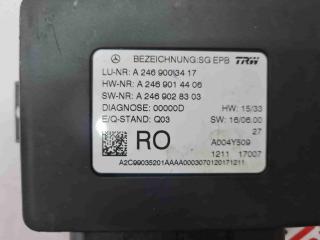 BEZEICHNUNG:SG EPB TRW
LU-NR: A 246 900 34 17
HW-NR: A 246 901 44 06
SW-NR: A 246 902 83 03
DIAGNOSE: 00000D HW: 15/33
E/Q-STAND: Q03 SW: 16/06.00
27
RO A004Y509
1211 17007
A2C99035201AAAA0003070120171211